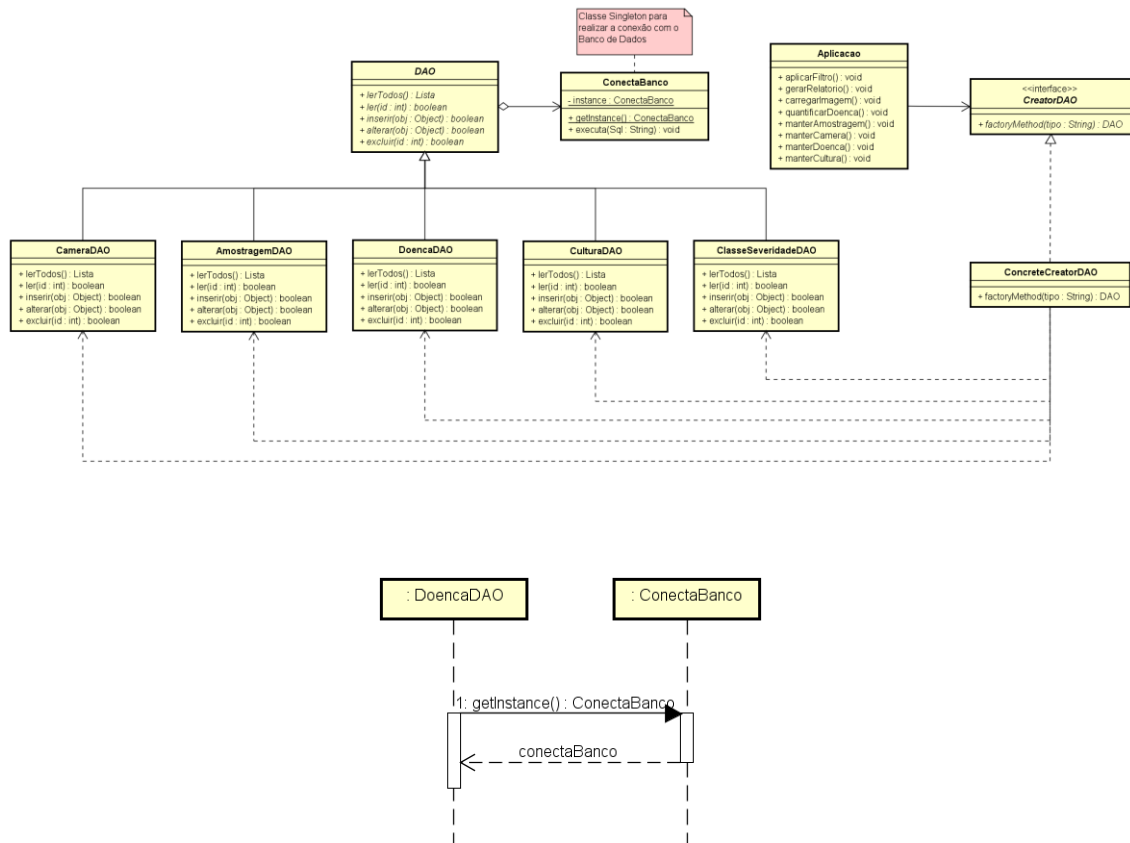 Classe Singleton para
realizar a conexão com o
Banco de Dados
DAO
+ lerTodos() : Lista
+ ler(id : int) : boolean
+ inserir(obj : Object) : boolean
+ alterar(obj : Object) : boolean
+ excluir(id : int) : boolean
ConectaBanco
- instance : ConectaBanco
+ getInstance() : ConectaBanco
+ executa(Sql : String) : void
Aplicacao
+ aplicarFiltro() : void
+ gerarRelatorio() : void
+ carregarImagem() : void
+ quantificarDoenca() : void
+ manterAmostragem() : void
+ manterCamera() : void
+ manterDoenca() : void
+ manterCultura() : void
<<interface>>
CreatorDAO
+ factoryMethod(tipo : String) : DAO
CameraDAO
+ lerTodos() : Lista
+ ler(id : int) : boolean
+ inserir(obj : Object) : boolean
+ alterar(obj : Object) : boolean
+ excluir(id : int) : boolean
AmostragemDAO
+ lerTodos() : Lista
+ ler(id : int) : boolean
+ inserir(obj : Object) : boolean
+ alterar(obj : Object) : boolean
+ excluir(id : int) : boolean
DoencaDAO
+ lerTodos() : Lista
+ ler(id : int) : boolean
+ inserir(obj : Object) : boolean
+ alterar(obj : Object) : boolean
+ excluir(id : int) : boolean
CulturaDAO
+ lerTodos() : Lista
+ ler(id : int) : boolean
+ inserir(obj : Object) : boolean
+ alterar(obj : Object) : boolean
+ excluir(id : int) : boolean
ClasseSeveridadeDAO
+ lerTodos() : Lista
+ ler(id : int) : boolean
+ inserir(obj : Object) : boolean
+ alterar(obj : Object) : boolean
+ excluir(id : int) : boolean
ConcreteCreatorDAO
+ factoryMethod(tipo : String) : DAO
: DoencaDAO
: ConectaBanco
1: getInstance() : ConectaBanco
conectaBanco